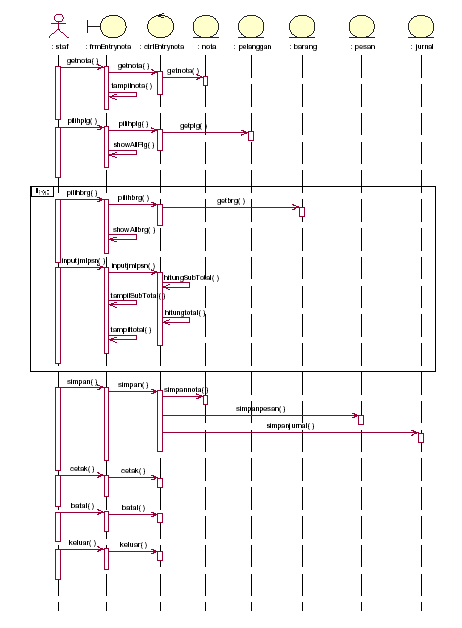 : staf : frmEntrynota : ctrlEntrynota : nota : pelanggan : barang : pesan : jurnal
getnota( )
getnota( )
getnota( )
tampilnota( )
pilihplg( )
pilihplg( )
getplg( )
showAllPlg( )
pilihbrg( )
pilihbrg( )
getbrg( )
showAllbrg( )
inputjmlpsn( )
inputjmlpsn( )
hitungSubTotal( )
tampilSubTotal( )
hitungtotal( )
tampiltotal( )
simpan( )
simpan( )
simpannota( )
simpanpesan( )
simpanjurnal( )
cetak( )
cetak( )
batal( )
batal( )
keluar( )
keluar( )